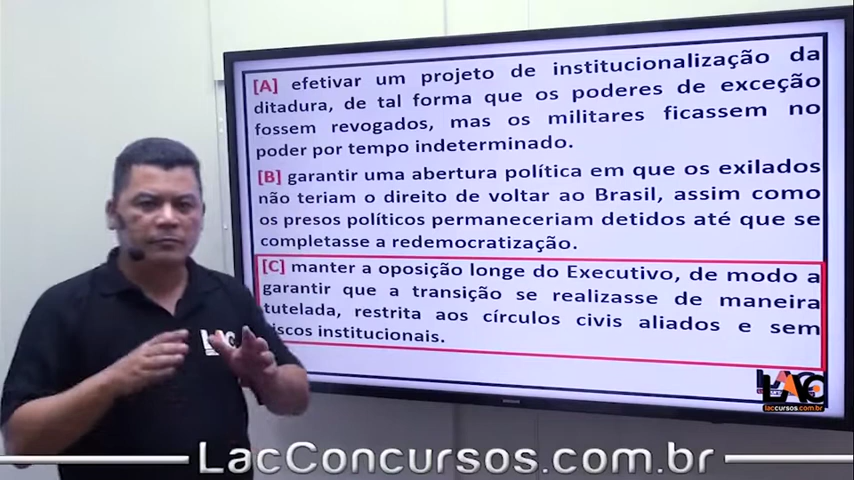 [A] efetivar um projeto de institucionalização da
ditadura, de tal forma que os poderes de exceção
fossem revogados, mas os militares ficassem no
poder por tempo indeterminado.
[B] garantir uma abertura política em que os exilados
não teriam o direito de voltar ao Brasil, assim como
os presos políticos permaneceriam detidos até que se
completasse a redemocratização.
[C] manter a oposição longe do Executivo, de modo a
garantir que a transição se realizasse de maneira
tutelada, restrita aos círculos civis aliados e sem
iscos institucionais.
LAC
LAC
laccursos.com.br
LacConcursos.com.br